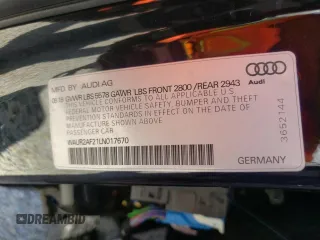 MFD BY AUDI AG
GVWR LBS 5578 GAWR LBS FRONT 2800 / REAR 2943
THIS VEHICLE CONFORMS TO ALL APPLICABLE U.S.
FEDERAL MOTOR VEHICLE SAFETY, BUMPER AND THEFT
PREVENTION STANDARDS IN EFFECT ON THE DATE OF
MANUFACTURE SHOWN ABOVE.
PASSENGER CAR
WAUR2AF21LN017670
GERMANY
Audi
3652144
DREAMBID